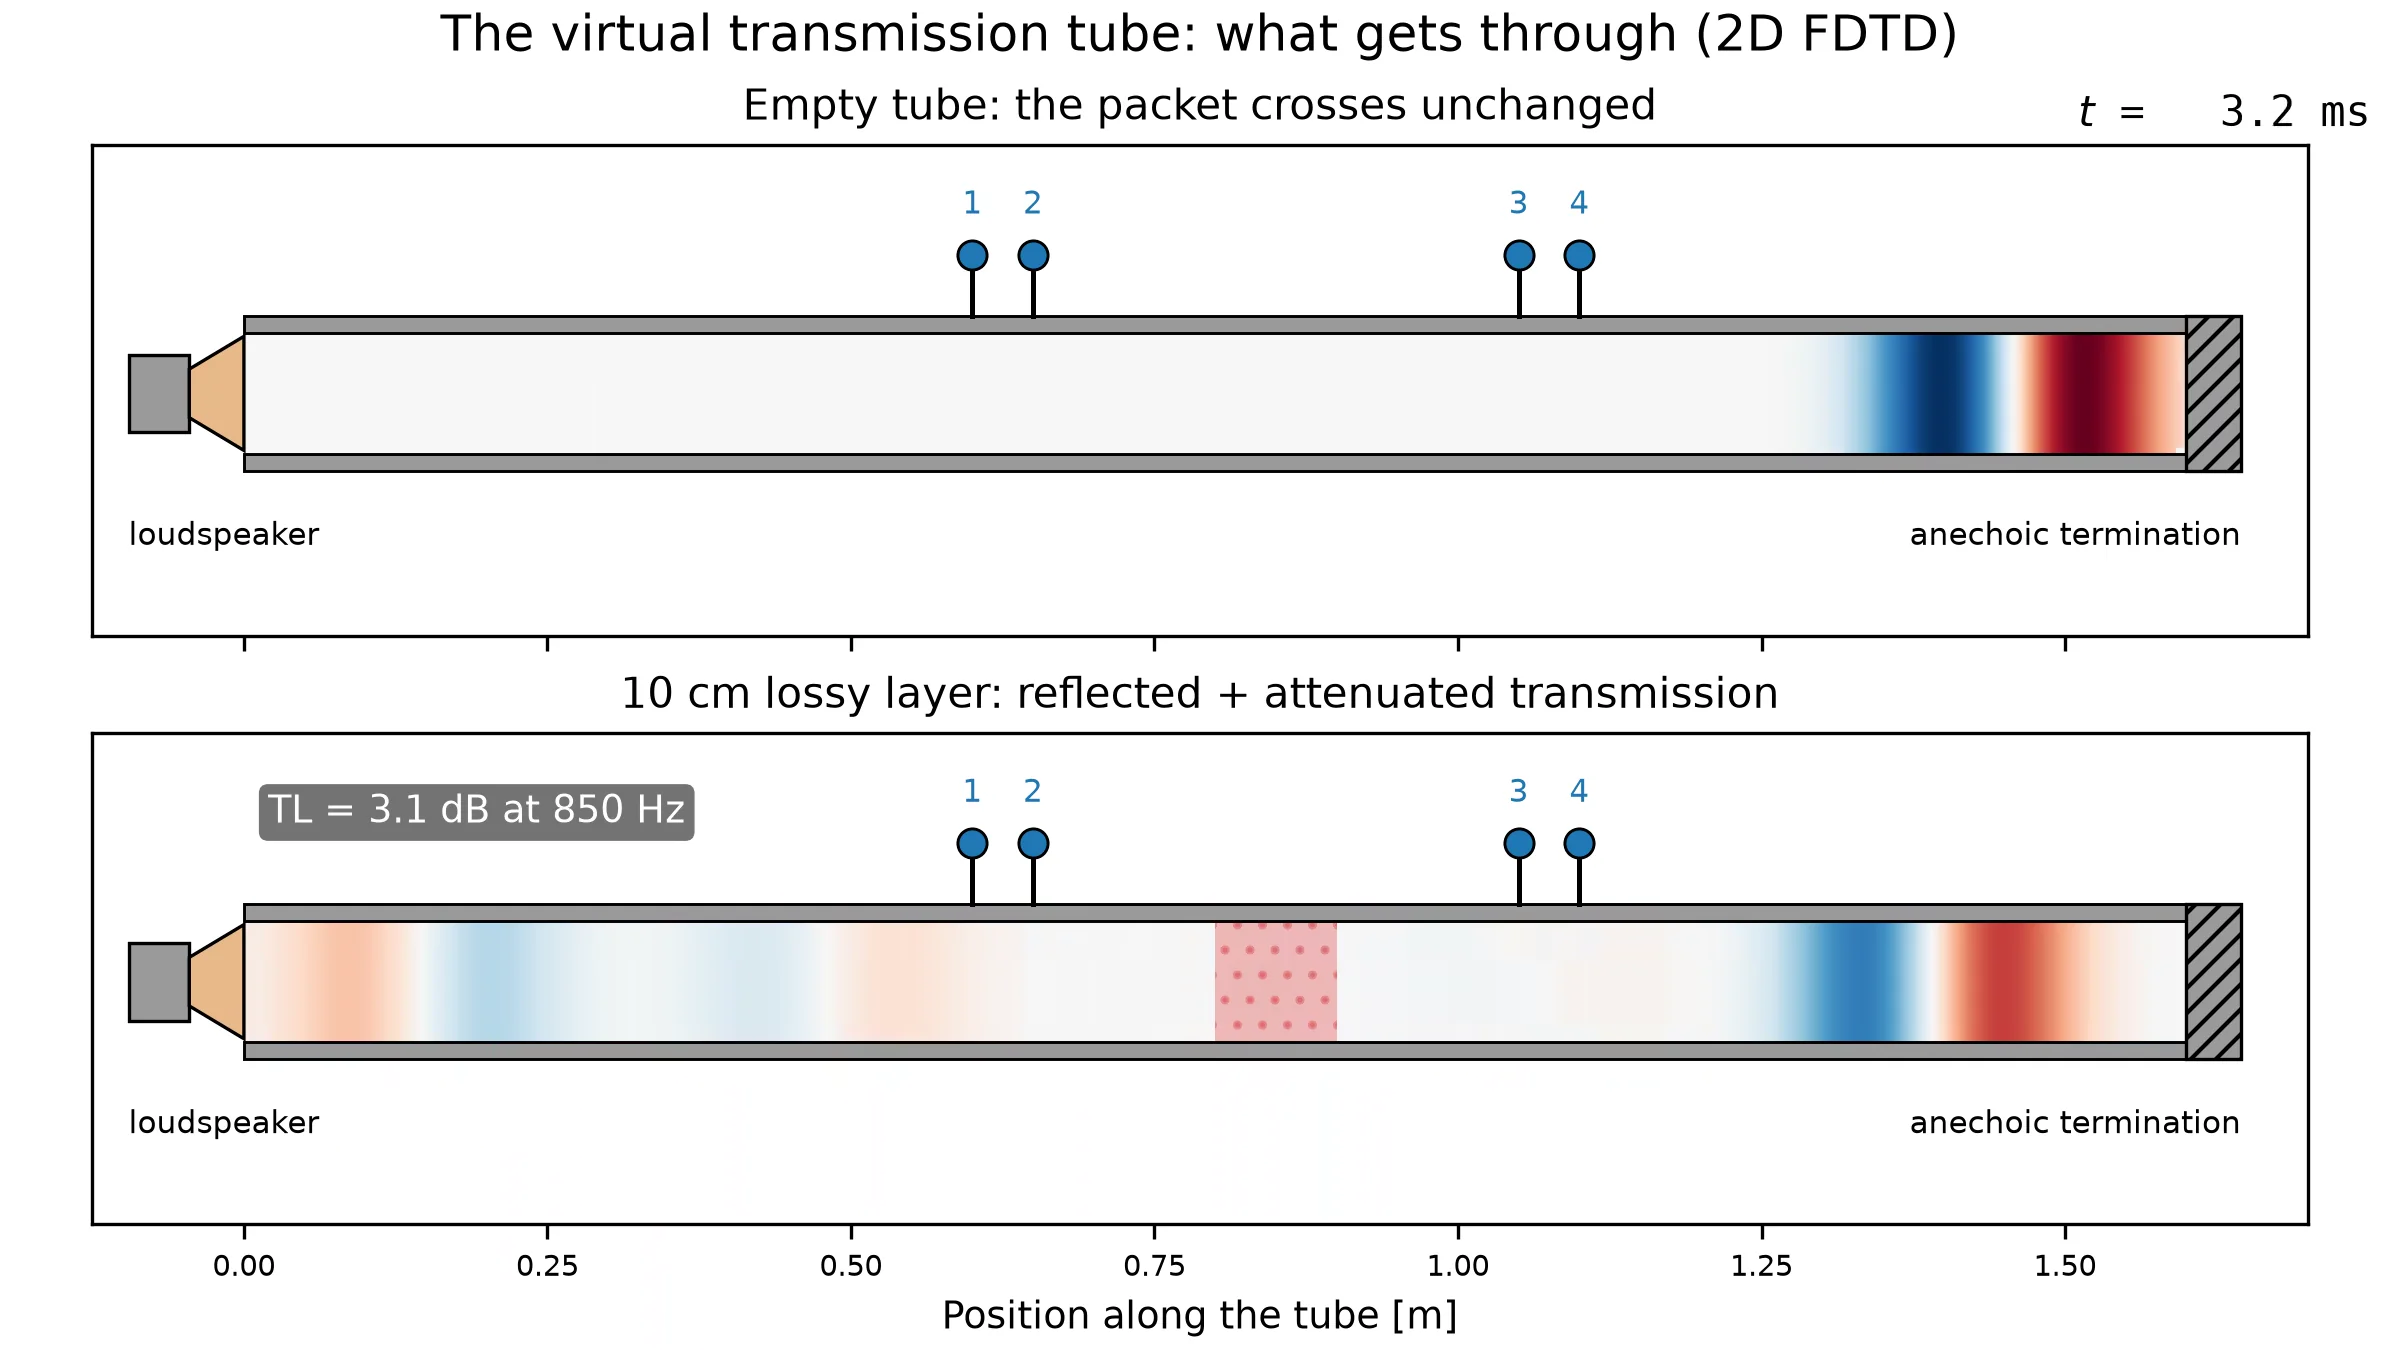 The virtual transmission tube: what gets through (2D FDTD)
Empty tube: the packet crosses unchanged
t = 3.2 ms
1 2 3 4
loudspeaker
anechoic termination
10 cm lossy layer: reflected + attenuated transmission
TL = 3.1 dB at 850 Hz
1 2 3 4
loudspeaker
anechoic termination
0.00 0.25 0.50 0.75 1.00 1.25 1.50
Position along the tube [m]